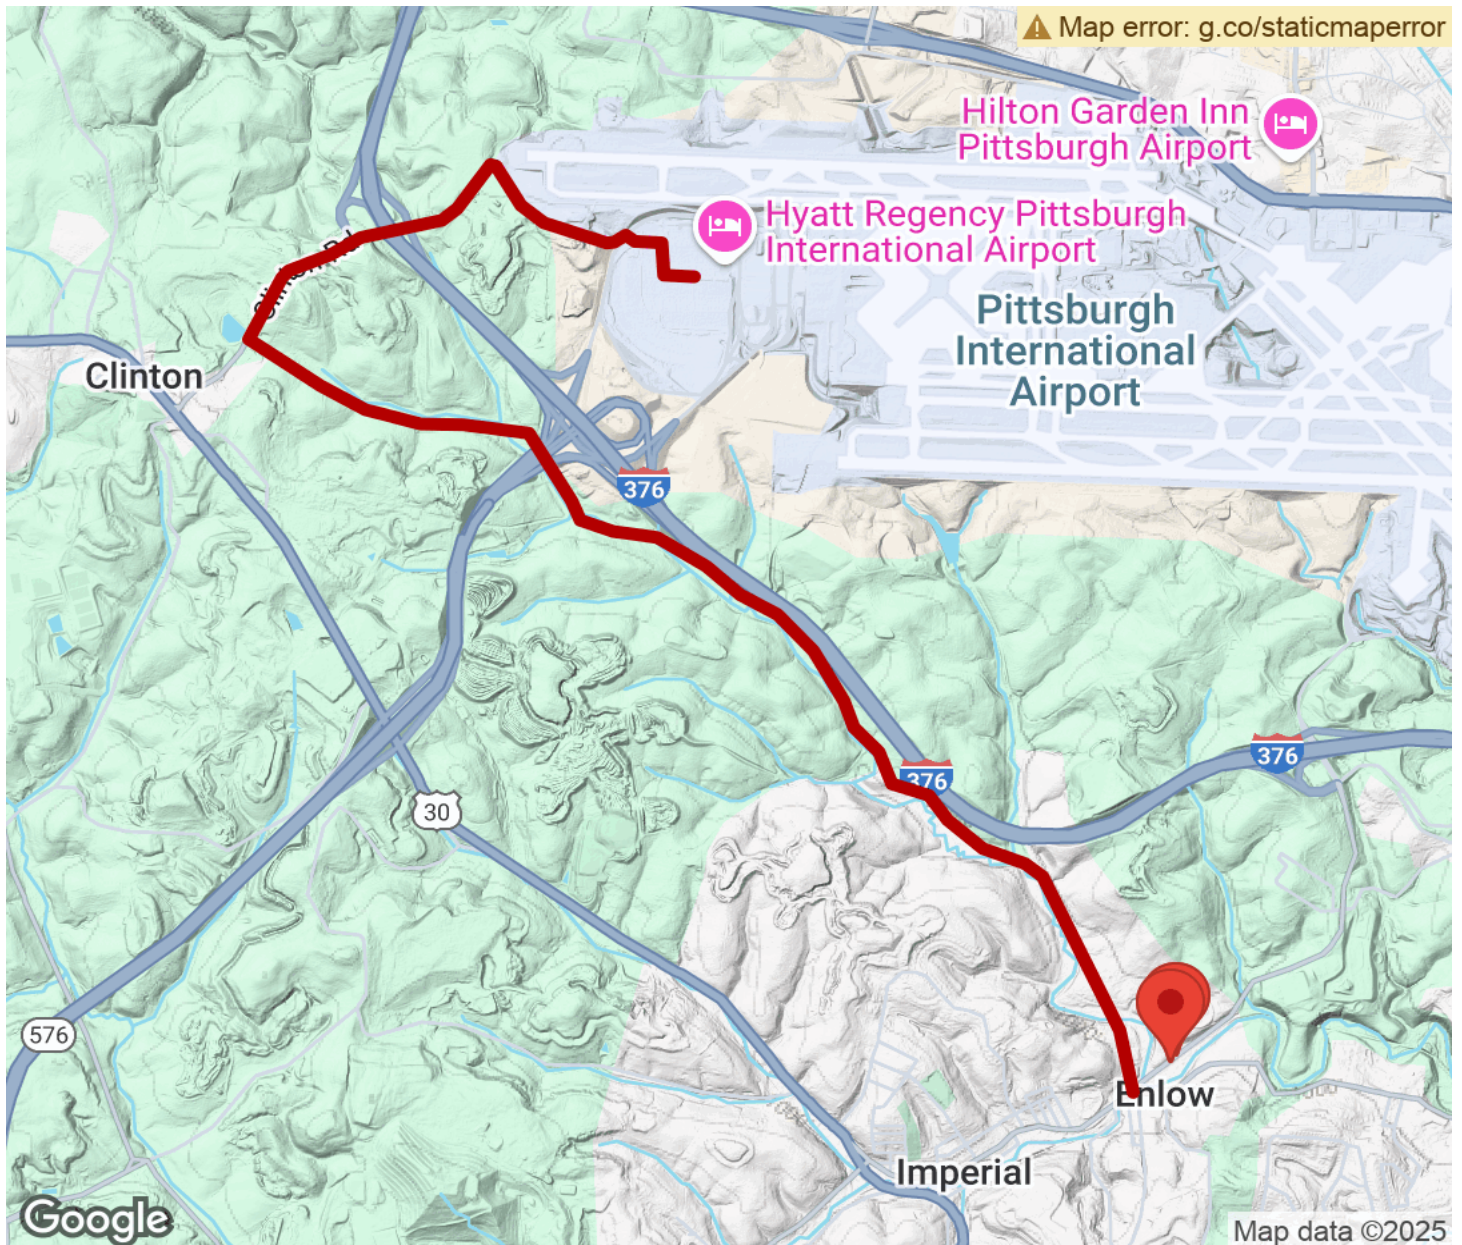 Map error: g.co/staticmaperror
Hilton Garden Inn
Pittsburgh Airport
Hyatt Regency Pittsburgh
International Airport
Pittsburgh
International
Airport
Clinton
376
376
376
30
576
Enlow
Imperial
Google
Map data ©2025